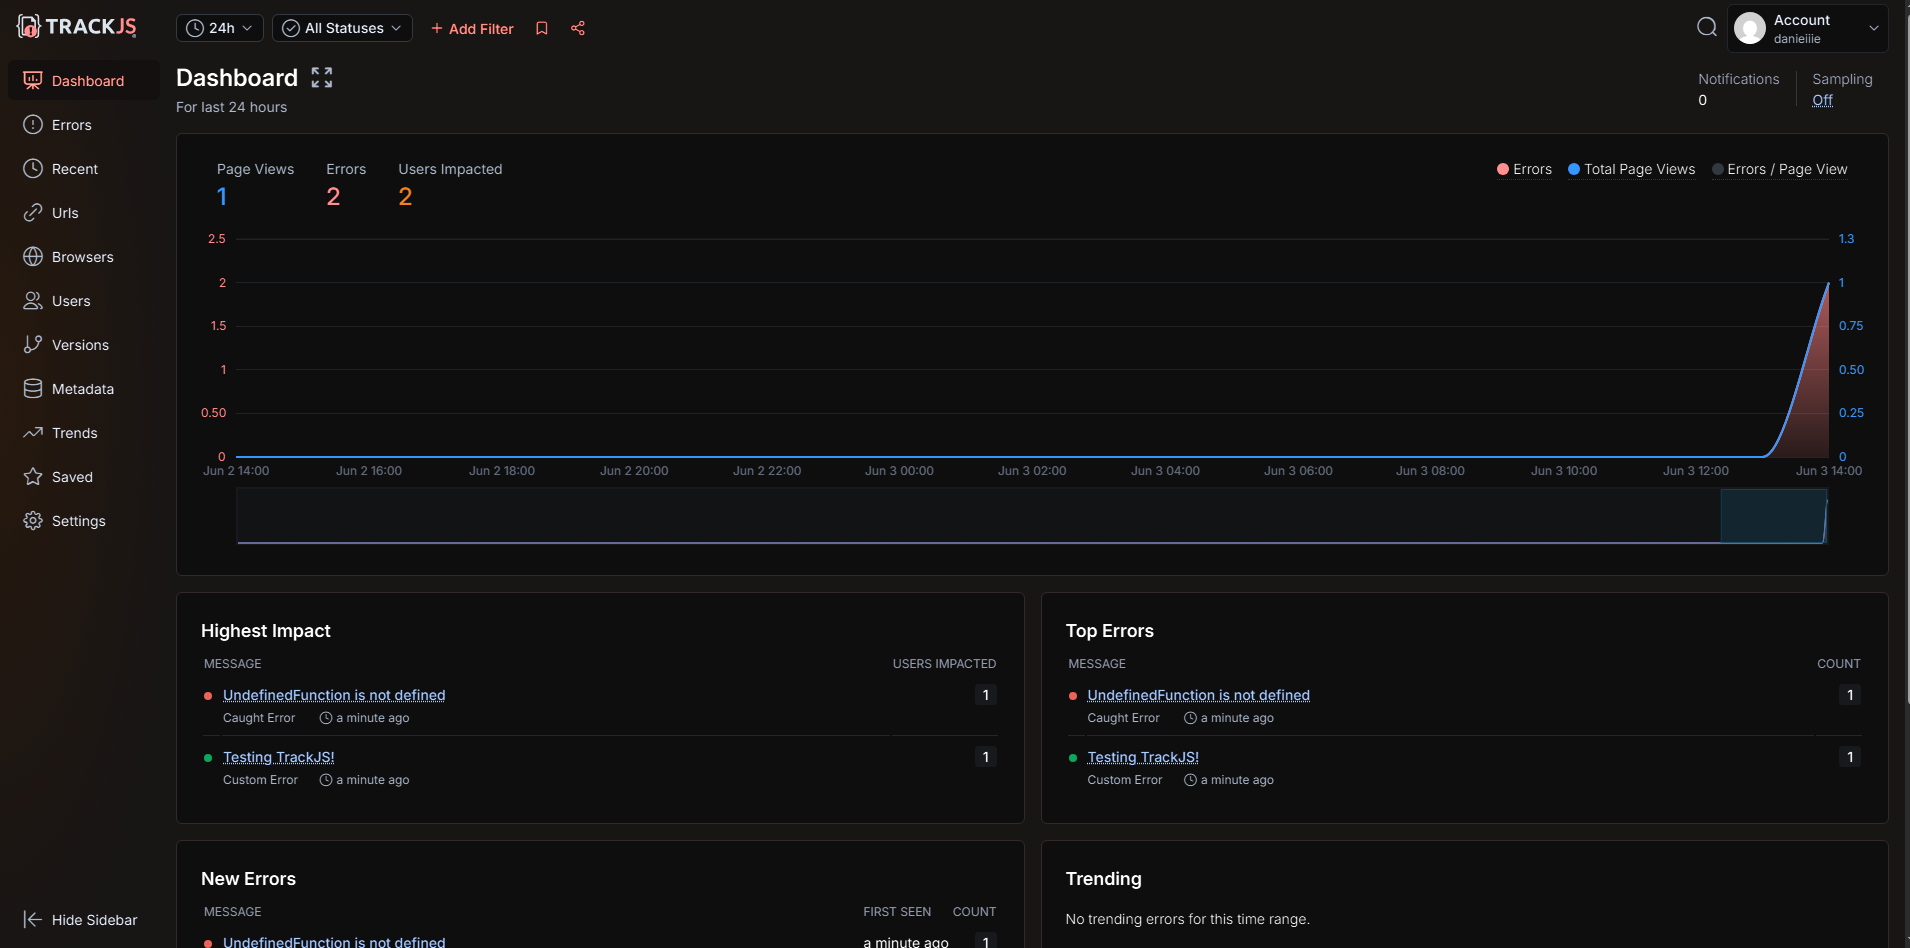 TRACKJS
24h
All Statuses
+ Add Filter
Account
danieiiie
Dashboard
Errors
Recent
Urls
Browsers
Users
Versions
Metadata
Trends
Saved
Settings
Hide Sidebar
Dashboard
For last 24 hours
Notifications
0
Sampling
Off
Page Views
1
Errors
2
Users Impacted
2
Errors
Total Page Views
Errors / Page View
2.5
2
1.5
1
0.50
0
1.3
1
0.75
0.50
0.25
0
Jun 2 14:00
Jun 2 16:00
Jun 2 18:00
Jun 2 20:00
Jun 2 22:00
Jun 3 00:00
Jun 3 02:00
Jun 3 04:00
Jun 3 06:00
Jun 3 08:00
Jun 3 10:00
Jun 3 12:00
Jun 3 14:00
Highest Impact
MESSAGE USERS IMPACTED
UndefinedFunction is not defined 1
Caught Error a minute ago
Testing TrackJS! 1
Custom Error a minute ago
Top Errors
MESSAGE COUNT
UndefinedFunction is not defined 1
Caught Error a minute ago
Testing TrackJS! 1
Custom Error a minute ago
New Errors
MESSAGE FIRST SEEN COUNT
UndefinedFunction is not defined a minute ago 1
Trending
No trending errors for this time range.